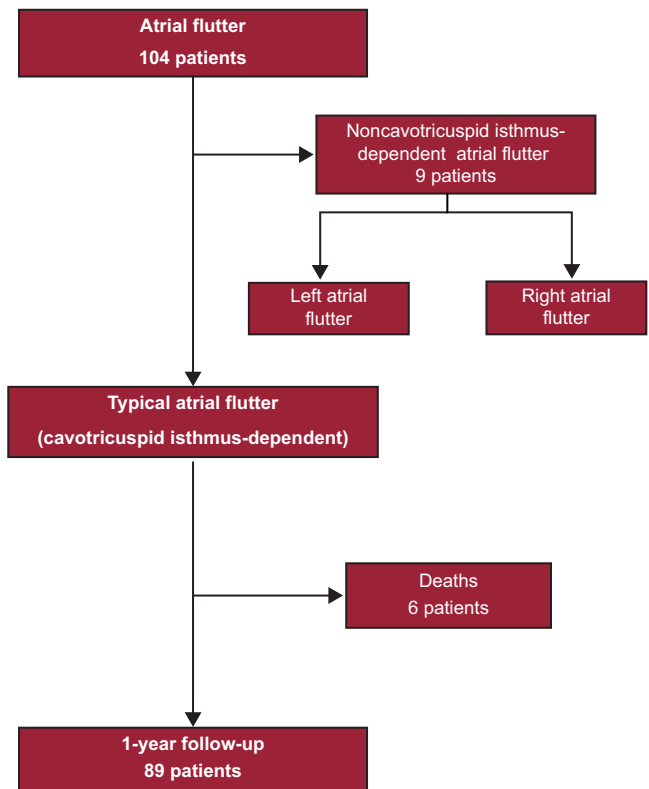 Atrial flutter
104 patients
Noncavotricuspid isthmus-
dependent atrial flutter
9 patients
Left atrial
flutter
Right atrial
flutter
Typical atrial flutter
(cavotricuspid isthmus-dependent)
Deaths
6 patients
1-year follow-up
89 patients